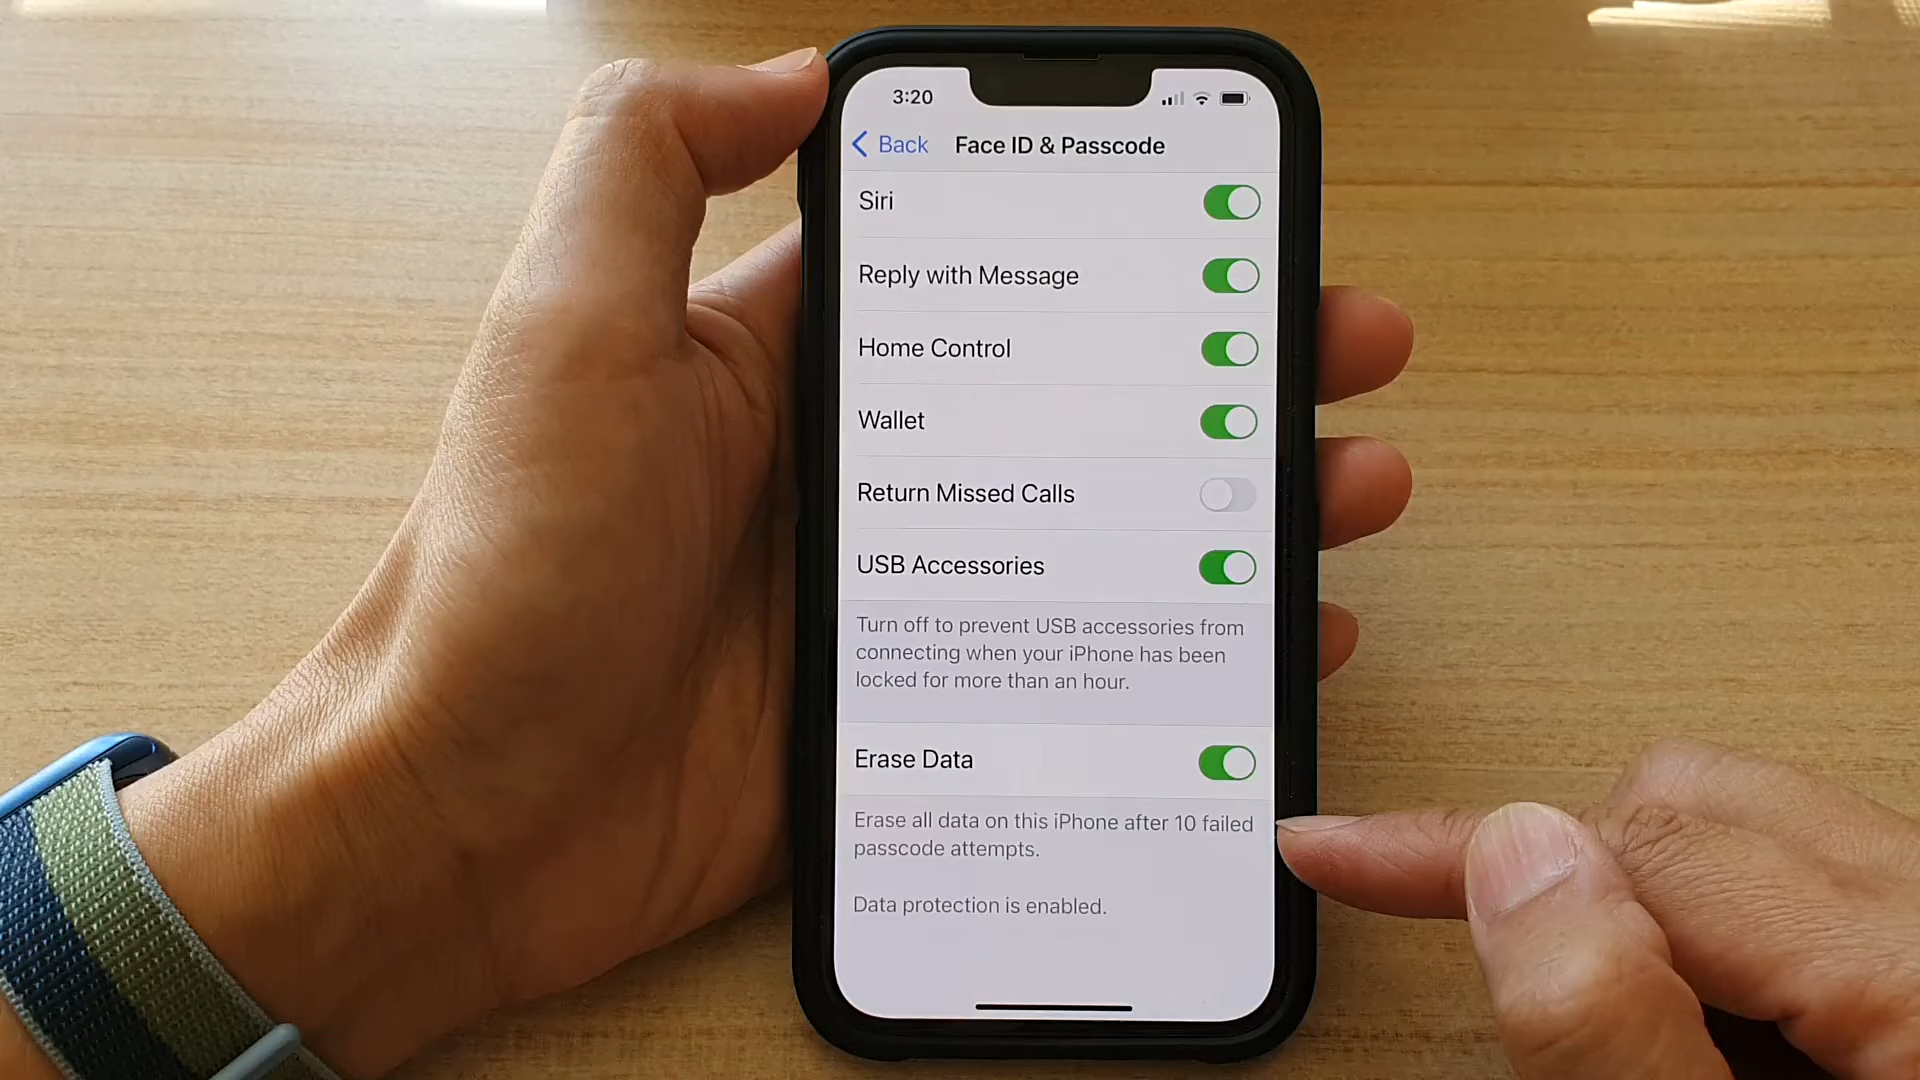 3:20
Back Face ID & Passcode
Siri
Reply with Message
Home Control
Wallet
Return Missed Calls
USB Accessories
Turn off to prevent USB accessories from
connecting when your iPhone has been
locked for more than an hour.
Erase Data
Erase all data on this iPhone after 10 failed
passcode attempts.
Data protection is enabled.